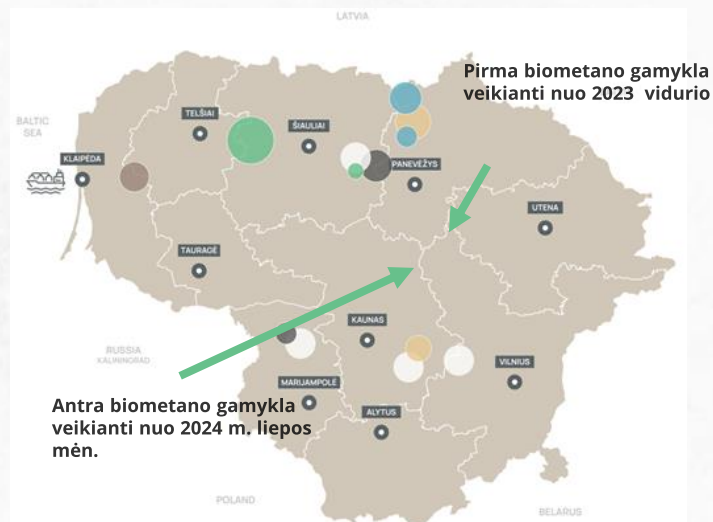 LATVIA
Pirma biometano gamykla
veikianti nuo 2023 vidurio
BALTIC
SEA
TELŠIAI
ŠIAULIAI
KLAIPĖDA
PANEVĖŽYS
UTENA
TAURAGĖ
KAUNAS
RUSSIA
KALININGRAD
VILNIUS
MARIJAMPOLĖ
Antra biometano gamykla
veikianti nuo 2024 m. liepos
mėn.
ALYTUS
POLAND
BELARUS